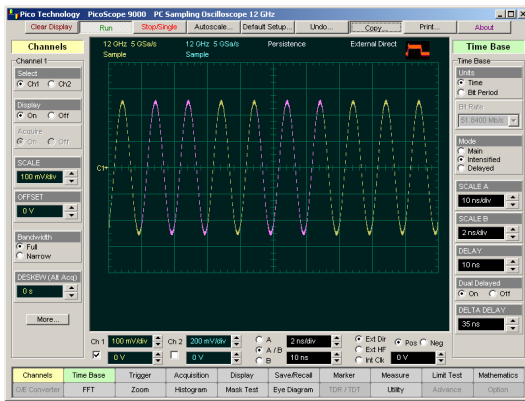 Pico Technology PicoScope 9000 PC Sampling Oscilloscope 12 GHz
Clear Display Run Stop/Single Autoscale... Default Setup... Undo... Copy... Print... About
Channels
Channel 1
Select
Ch1 Ch2
Display
On Off
Acquire
On Off
SCALE
100 mV/div
OFFSET
0 V
Bandwidth
Full
Narrow
DESKEW (Alt Acq)
0 s
More...
12 GHz 5 GSa/s 12 GHz 5 GSa/s Persistence External Direct
Sample Sample
C1+
Ch 1 100 mV/div Ch 2 200 mV/div A 2 ns/div Ext Dir Pos Neg
A / B Ext HF
0 V 0 V B 10 ns Int Clk 0 V
Time Base
Time Base
Units
Time
Bit Period
Bit Rate
51.8400 Mb/s
Mode
Main
Intensified
Delayed
SCALE A
10 ns/div
SCALE B
2 ns/div
DELAY
10 ns
Dual Delayed
On Off
DELTA DELAY
35 ns
Channels Time Base Trigger Acquisition Display Save/Recall Marker Measure Limit Test Mathematics
O/E Converter FFT Zoom Histogram Mask Test Eye Diagram TDR / TDT Utility Advance Option